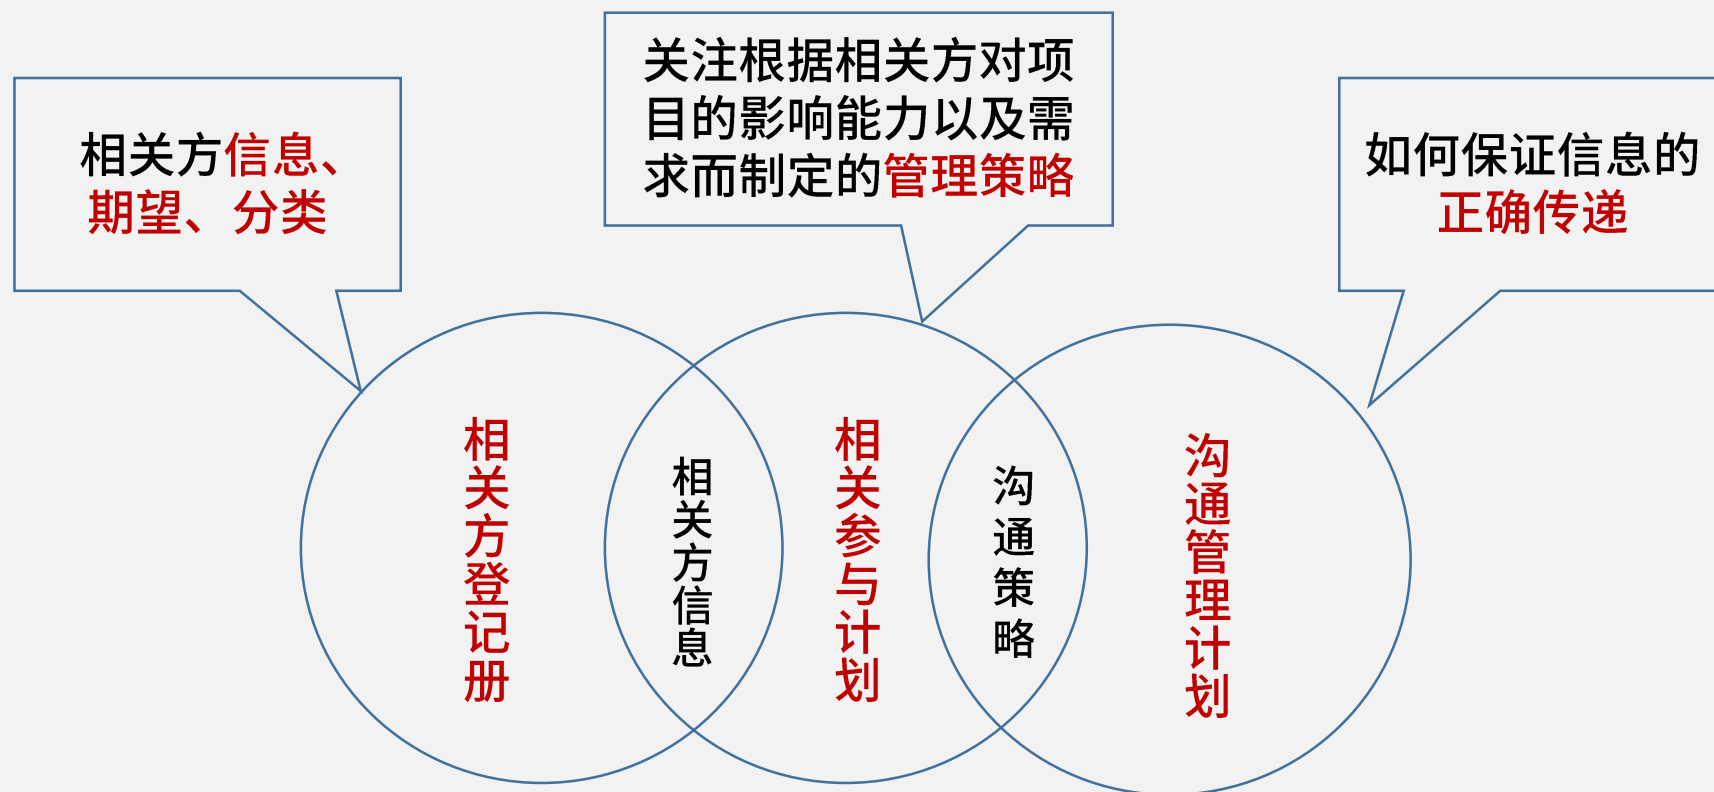 相关方信息、
期望、分类
关注根据相关方对项
目的影响能力以及需
求而制定的管理策略
如何保证信息的
正确传递
相关方登记册
相关方信息
相关参与计划
沟通策略
沟通管理计划